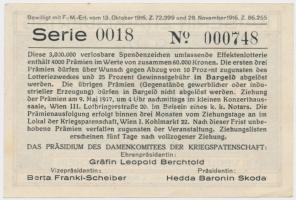 Bewilligt mit F.-M.-Erl. vom 13. Oktober 1916, Z. 72.399 und 29. November 1916, Z. 86.255
Serie 0018 No 000748
Diese 3,800.000 verlosbare Spendenzeichen umfassende Effektenlotterie
enthält 4000 Prämien im Werte von zusammen 60.000 Kronen. Die ersten drei
Prämien dürfen über Wunsch gegen Abzug von 10 Prozent zugunsten des
Lotteriezweckes und 25 Prozent Gewinstgebühr in Bargeld abgelöst
werden. Die übrigen Prämien (Gegenstände gewerblicher oder indu-
strieller Erzeugung) dürfen in Bargeld nicht abgelöst werden. Ziehung
der Prämien am 9. Mai 1917, um 4 Uhr nachmittags im kleinen Konzerthaus-
saale, Wien III. Lothringerstraße 20. in Beisein eines k. k. Notars. Die
Prämienausfolgung erfolgt binnen drei Monaten vom Ziehungstage an im
Lokal der Kriegspatenschaft, Wien I. Kohlmarkt 22. Nach dieser Frist unbe-
hobene Prämien verfallen zugunsten der Veranstaltung. Ziehungslisten
erscheinen fünf Tage nach vollzogener Ziehung.
DAS PRÄSIDIUM DES DAMENKOMITEES DER KRIEGSPATENSCHAFT:
Ehrenpräsidentin:
Gräfin Leopold Berchtold
Vizepräsidentin: Präsidentin:
Berta Frankl-Scheiber Hedda Baronin Skoda